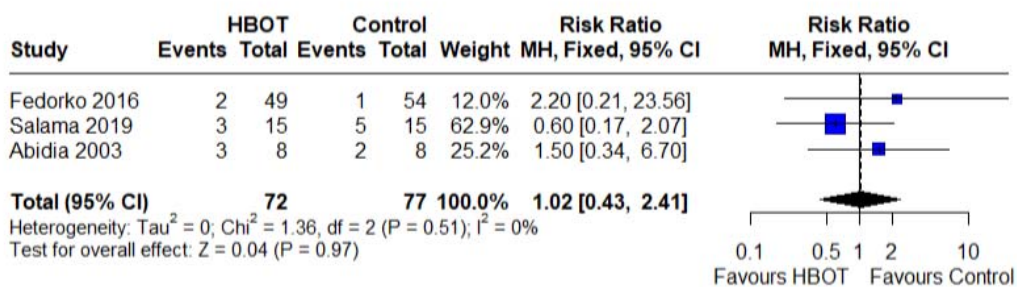 HBOT Control Risk Ratio Risk Ratio
Study Events Total Events Total Weight MH, Fixed, 95% CI MH, Fixed, 95% CI
Fedorko 2016 2 49 1 54 12.0% 2.20 [0.21, 23.56]
Salama 2019 3 15 5 15 62.9% 0.60 [0.17, 2.07]
Abidia 2003 3 8 2 8 25.2% 1.50 [0.34, 6.70]
Total (95% CI) 72 77 100.0% 1.02 [0.43, 2.41]
Heterogeneity: Tau² = 0; Chi² = 1.36, df = 2 (P = 0.51); I² = 0%
Test for overall effect: Z = 0.04 (P = 0.97)
0.1 0.5 1 2 10
Favours HBOT Favours Control